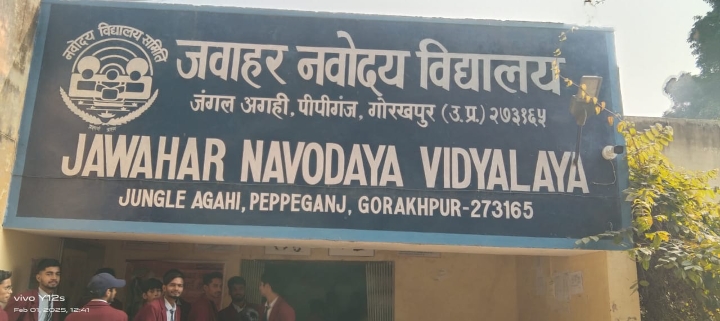 नवोदय विद्यालय समिति
जवाहर नवोदय विद्यालय
जंगल अगही, पीपीगंज, गोरखपुर (उ.प्र.) २७३१६५
JAWAHAR NAVODAYA VIDYALAYA
JUNGLE AGAHI, PEPPEGANJ, GORAKHPUR-273165
vivo Y12s
Feb 01, 2025, 12:41